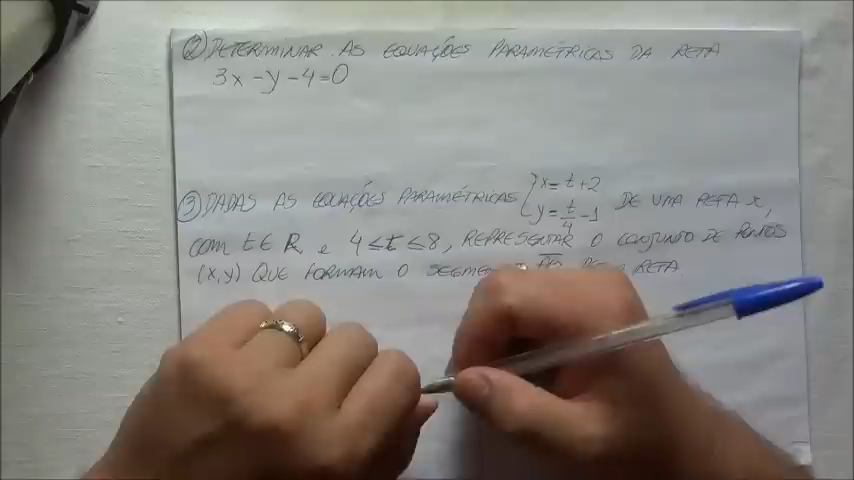 ② DETERMINAR AS EQUAÇÕES PARAMÉTRICAS DA RETA
3x - y - 4 = 0
③ DADAS AS EQUAÇÕES PARAMÉTRICAS { x = t + 2 y = t/4 - 1 DE UMA RETA r,
COM t ∈ R e 4 ≤ t ≤ 8, REPRESENTAR O CONJUNTO DE PONTOS
(x,y) QUE FORMAM O RETA.